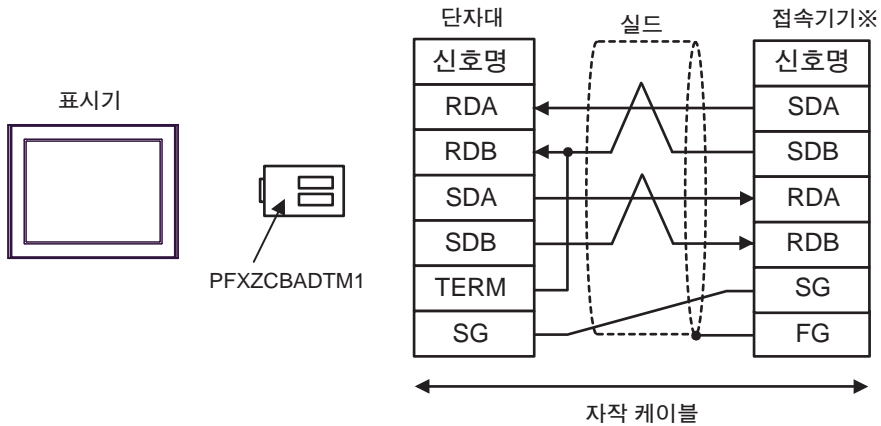 단자대 실드 접속기기※
신호명 신호명
표시기
RDA SDA
RDB SDB
SDA RDA
SDB RDB
PFXZCBADTM1
TERM SG
SG FG
자작 케이블